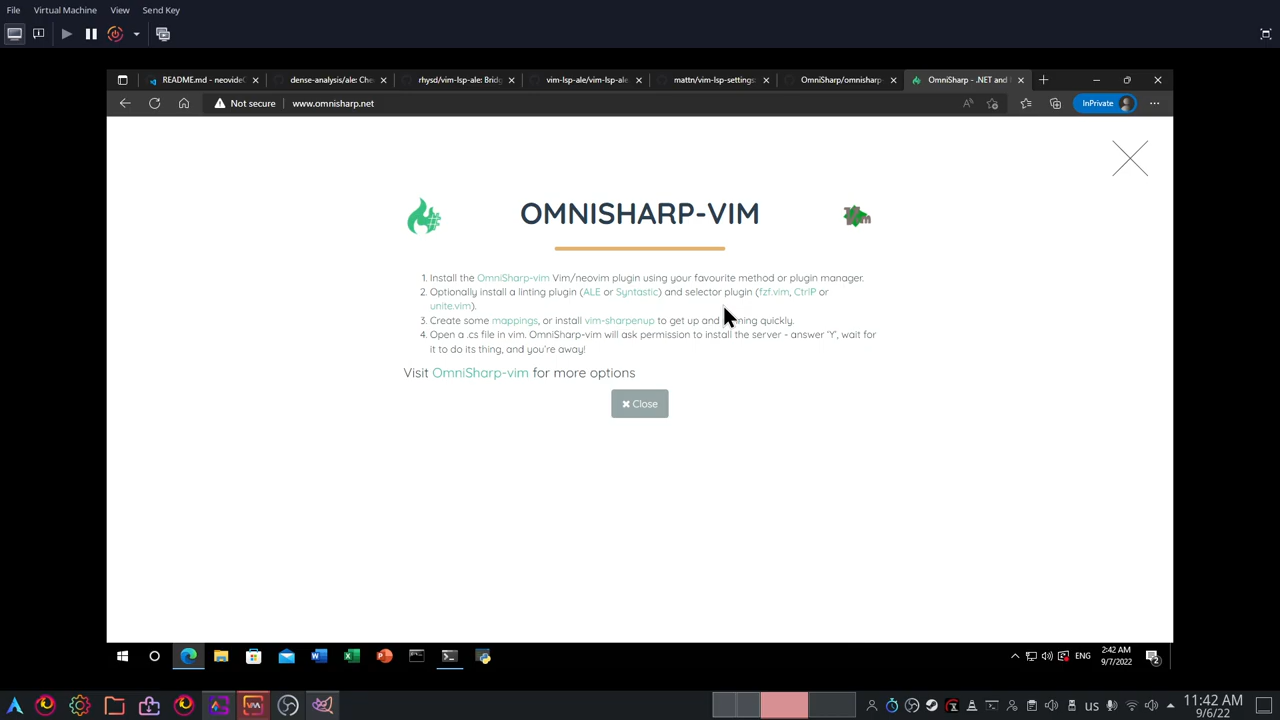 File Virtual Machine View Send Key
README.md - neovide dense-analysis/ale: Che rhysd/vim-lsp-ale: Bridg vim-lsp-ale/vim-lsp-ale mattn/vim-lsp-settings OmniSharp/omnisharp- OmniSharp - .NET and
Not secure www.omnisharp.net InPrivate
OMNISHARP-VIM
1. Install the OmniSharp-vim Vim/neovim plugin using your favourite method or plugin manager.
2. Optionally install a linting plugin (ALE or Syntastic) and selector plugin (fzf.vim, CtrlP or
unite.vim).
3. Create some mappings, or install vim-sharpenup to get up and running quickly.
4. Open a .cs file in vim. OmniSharp-vim will ask permission to install the server - answer 'Y', wait for
it to do its thing, and you're away!
Visit OmniSharp-vim for more options
✖ Close
ENG
2:42 AM
9/7/2022
2
us
11:42 AM
9/6/22